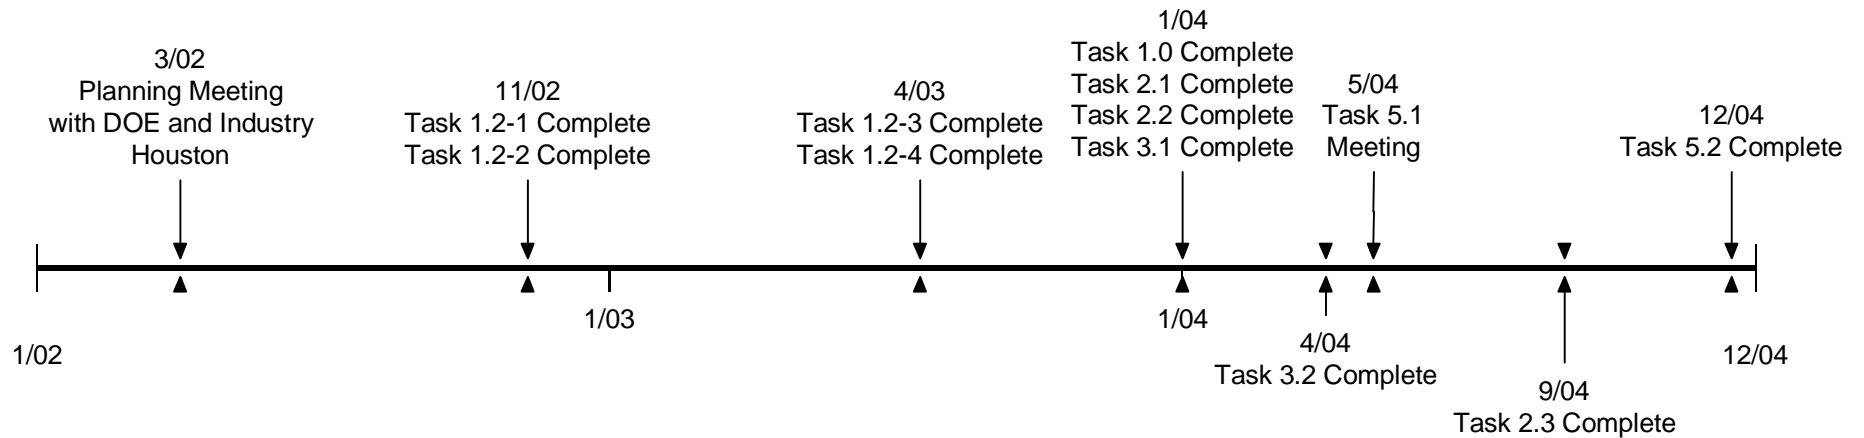 3/02
Planning Meeting
with DOE and Industry
Houston
11/02
Task 1.2-1 Complete
Task 1.2-2 Complete
4/03
Task 1.2-3 Complete
Task 1.2-4 Complete
1/04
Task 1.0 Complete
Task 2.1 Complete
Task 2.2 Complete
Task 3.1 Complete
5/04
Task 5.1
Meeting
12/04
Task 5.2 Complete
1/02
1/03
1/04
12/04
4/04
Task 3.2 Complete
9/04
Task 2.3 Complete